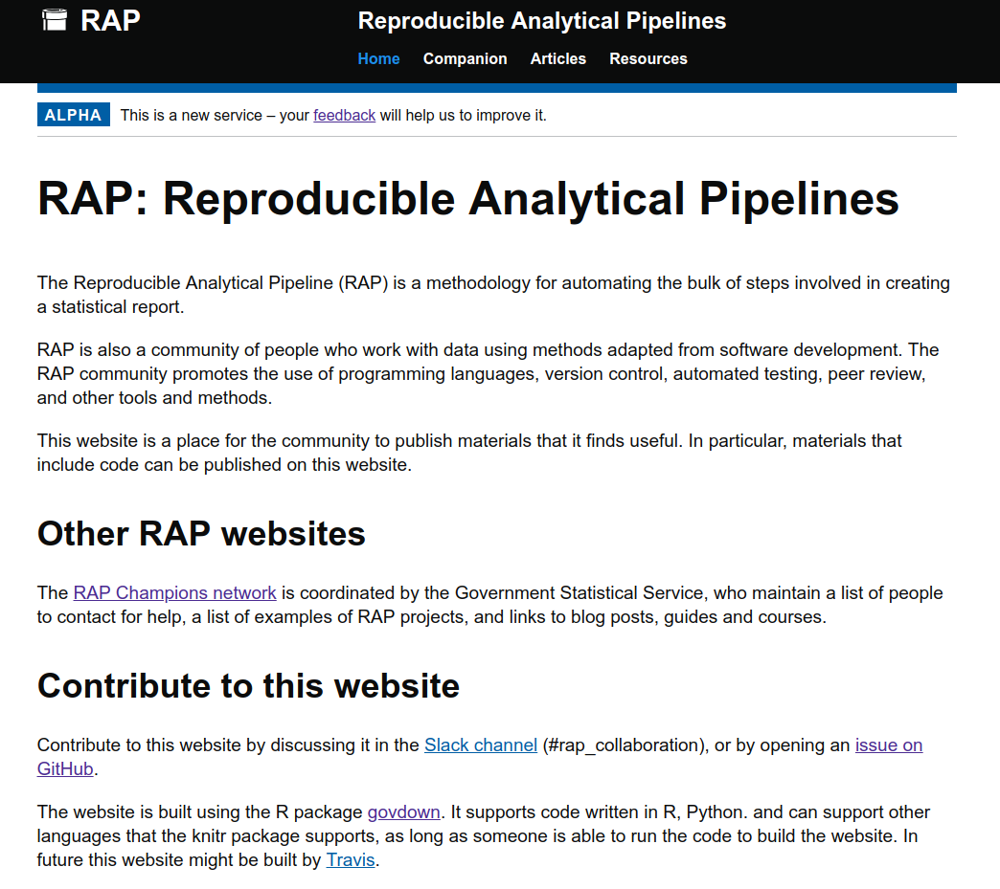 RAP
Reproducible Analytical Pipelines
Home Companion Articles Resources
ALPHA This is a new service – your feedback will help us to improve it.
RAP: Reproducible Analytical Pipelines
The Reproducible Analytical Pipeline (RAP) is a methodology for automating the bulk of steps involved in creating
a statistical report.
RAP is also a community of people who work with data using methods adapted from software development. The
RAP community promotes the use of programming languages, version control, automated testing, peer review,
and other tools and methods.
This website is a place for the community to publish materials that it finds useful. In particular, materials that
include code can be published on this website.
Other RAP websites
The RAP Champions network is coordinated by the Government Statistical Service, who maintain a list of people
to contact for help, a list of examples of RAP projects, and links to blog posts, guides and courses.
Contribute to this website
Contribute to this website by discussing it in the Slack channel (#rap_collaboration), or by opening an issue on
GitHub.
The website is built using the R package govdown. It supports code written in R, Python. and can support other
languages that the knitr package supports, as long as someone is able to run the code to build the website. In
future this website might be built by Travis.